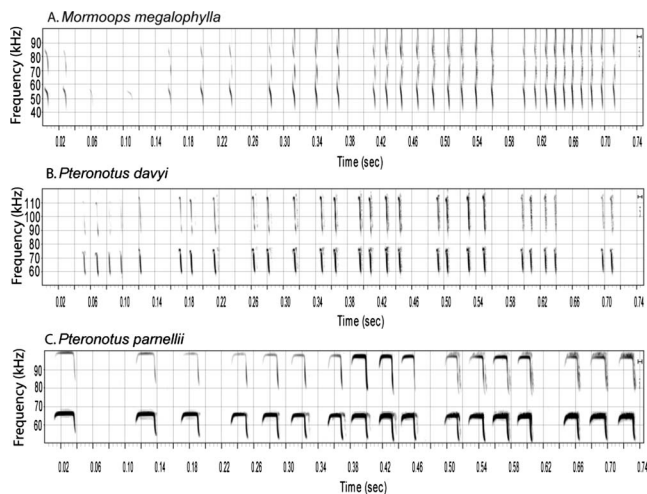 A. Mormoops megalophylla
Frequency (kHz)
90
80
70
60
50
40
0.02 0.06 0.10 0.14 0.18 0.22 0.26 0.30 0.34 0.38 0.42 0.46 0.50 0.54 0.58 0.62 0.66 0.70 0.74
Time (sec)
B. Pteronotus davyi
Frequency (kHz)
110
100
90
80
70
60
0.02 0.06 0.10 0.14 0.18 0.22 0.26 0.30 0.34 0.38 0.42 0.46 0.50 0.54 0.58 0.62 0.66 0.70 0.74
Time (sec)
C. Pteronotus parnellii
Frequency (kHz)
90
80
70
60
0.02 0.06 0.10 0.14 0.18 0.22 0.26 0.29 0.33 0.38 0.42 0.46 0.50 0.54 0.58 0.62 0.66 0.70 0.74
Time (sec)